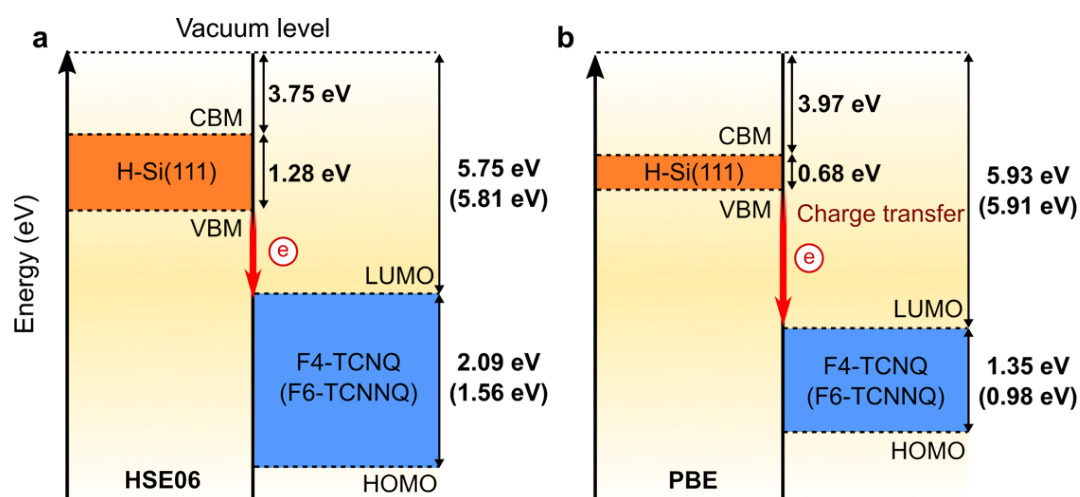 a
Vacuum level
3.75 eV
CBM
H-Si(111)
1.28 eV
VBM
e
5.75 eV
(5.81 eV)
LUMO
F4-TCNQ
(F6-TCNNQ)
2.09 eV
(1.56 eV)
HOMO
HSE06
Energy (eV)
b
3.97 eV
CBM
H-Si(111)
0.68 eV
VBM
Charge transfer
e
5.93 eV
(5.91 eV)
LUMO
F4-TCNQ
(F6-TCNNQ)
1.35 eV
(0.98 eV)
HOMO
PBE